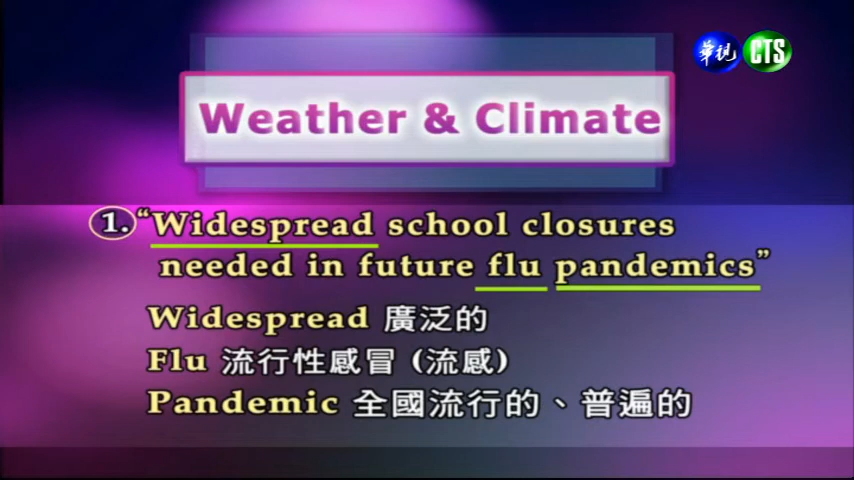 華視 CTS
Weather & Climate
1. “Widespread school closures
needed in future flu pandemics”
Widespread 廣泛的
Flu 流行性感冒 (流感)
Pandemic 全國流行的、普遍的